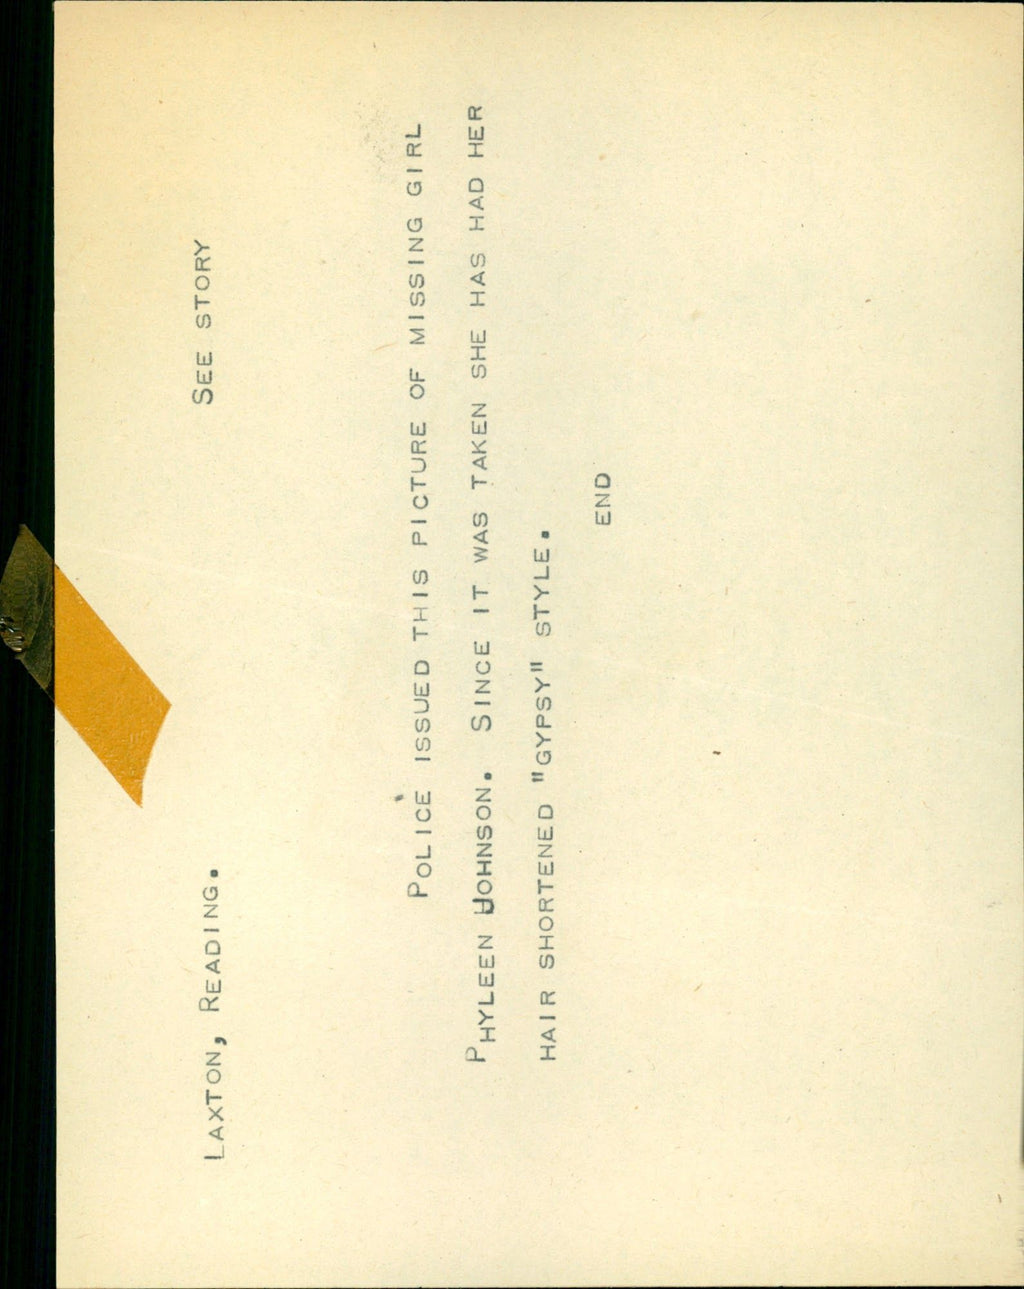 LAXTON, READING. SEE STORY
POLICE ISSUED THIS PICTURE OF MISSING GIRL
PHYLEEN JOHNSON. SINCE IT WAS TAKEN SHE HAS HAD HER
HAIR SHORTENED "GYPSY" STYLE.
END